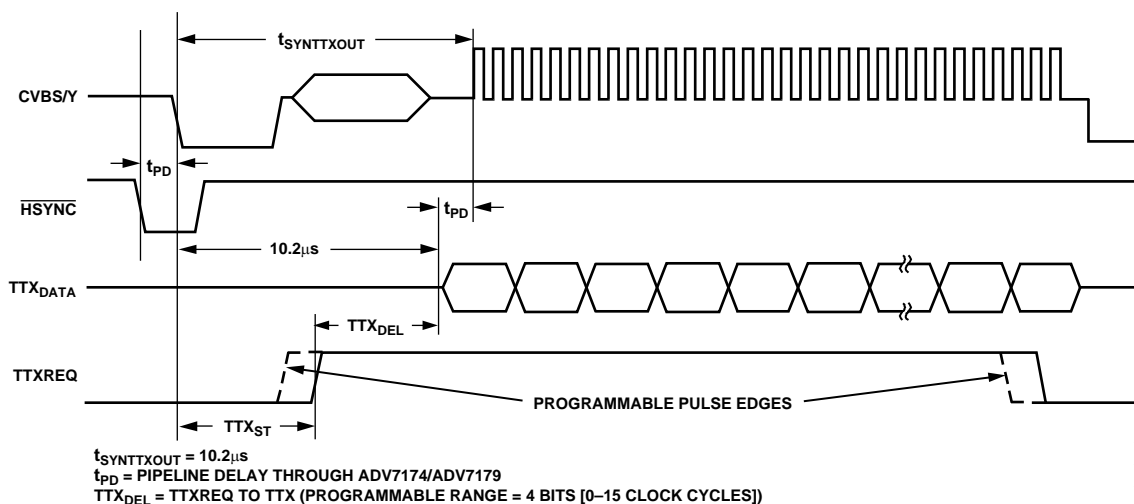 tSYNTTXOUT
CVBS/Y
tPD
HSYNC
tPD
10.2μs
TTXDATA
TTXDEL
TTXREQ
PROGRAMMABLE PULSE EDGES
TTXST
tSYNTTXOUT = 10.2μs
tPD = PIPELINE DELAY THROUGH ADV7174/ADV7179
TTXDEL = TTXREQ TO TTX (PROGRAMMABLE RANGE = 4 BITS [0–15 CLOCK CYCLES])